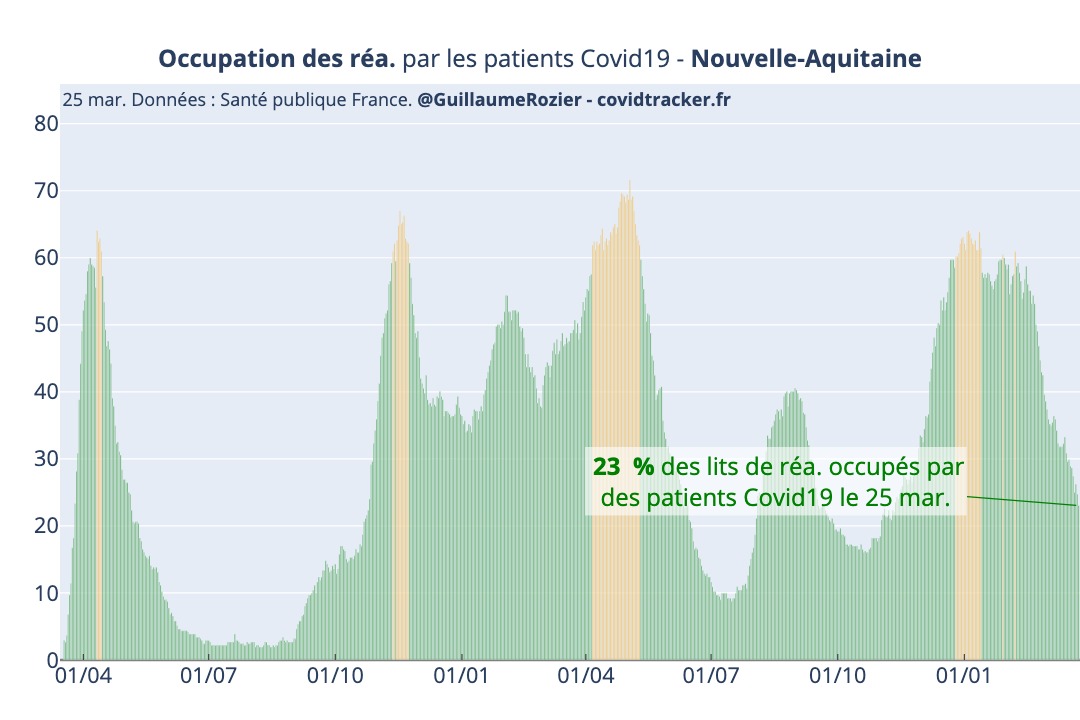 Occupation des réa. par les patients Covid19 - Nouvelle-Aquitaine
25 mar. Données : Santé publique France. @GuillaumeRozier - covidtracker.fr
80
70
60
50
40
30
20
10
0
23 % des lits de réa. occupés par
des patients Covid19 le 25 mar.
01/04 01/07 01/10 01/01 01/04 01/07 01/10 01/01